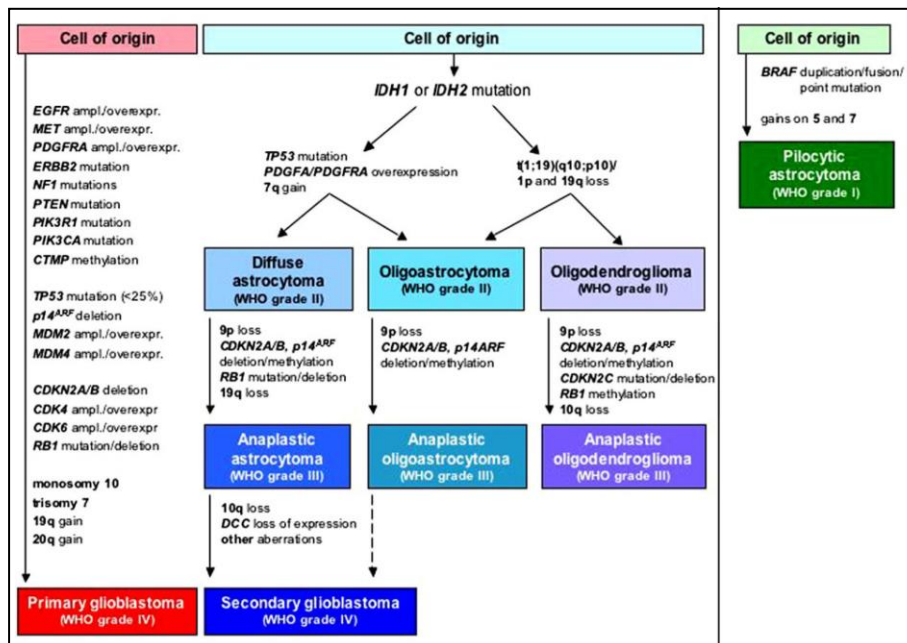 Cell of origin
EGFR ampl./overexpr.
MET ampl./overexpr.
PDGFRA ampl./overexpr.
ERBB2 mutation
NF1 mutations
PTEN mutation
PIK3R1 mutation
PIK3CA mutation
CTMP methylation
TP53 mutation (<25%)
p14ARF deletion
MDM2 ampl./overexpr.
MDM4 ampl./overexpr.
CDKN2A/B deletion
CDK4 ampl./overexpr
CDK6 ampl./overexpr
RB1 mutation/deletion
monosomy 10
trisomy 7
19q gain
20q gain
Primary glioblastoma
(WHO grade IV)
Cell of origin
IDH1 or IDH2 mutation
TP53 mutation
PDGFA/PDGFRA overexpression
7q gain
t(1;19)(q10;p10)/
1p and 19q loss
Diffuse
astrocytoma
(WHO grade II)
Oligoastrocytoma
(WHO grade II)
Oligodendroglioma
(WHO grade II)
9p loss
CDKN2A/B, p14ARF
deletion/methylation
RB1 mutation/deletion
19q loss
9p loss
CDKN2A/B, p14ARF
deletion/methylation
9p loss
CDKN2A/B, p14ARF
deletion/methylation
CDKN2C mutation/deletion
RB1 methylation
10q loss
Anaplastic
astrocytoma
(WHO grade III)
Anaplastic
oligoastrocytoma
(WHO grade III)
Anaplastic
oligodendroglioma
(WHO grade III)
10q loss
DCC loss of expression
other aberrations
Secondary glioblastoma
(WHO grade IV)
Cell of origin
BRAF duplication/fusion/
point mutation
gains on 5 and 7
Pilocytic
astrocytoma
(WHO grade I)